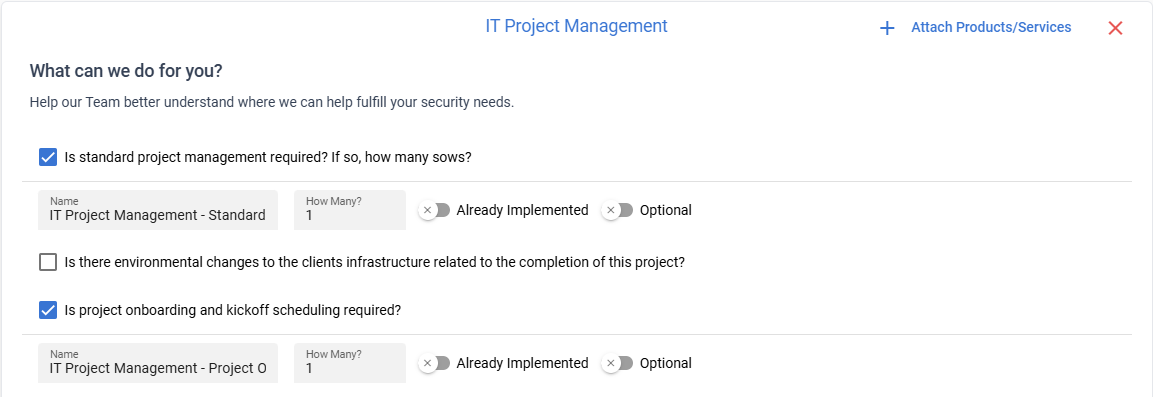 IT Project Management
+ Attach Products/Services
What can we do for you?
Help our Team better understand where we can help fulfill your security needs.
Is standard project management required? If so, how many sows?
Name
IT Project Management - Standard
How Many?
1
Already Implemented
Optional
Is there environmental changes to the clients infrastructure related to the completion of this project?
Is project onboarding and kickoff scheduling required?
Name
IT Project Management - Project O
How Many?
1
Already Implemented
Optional